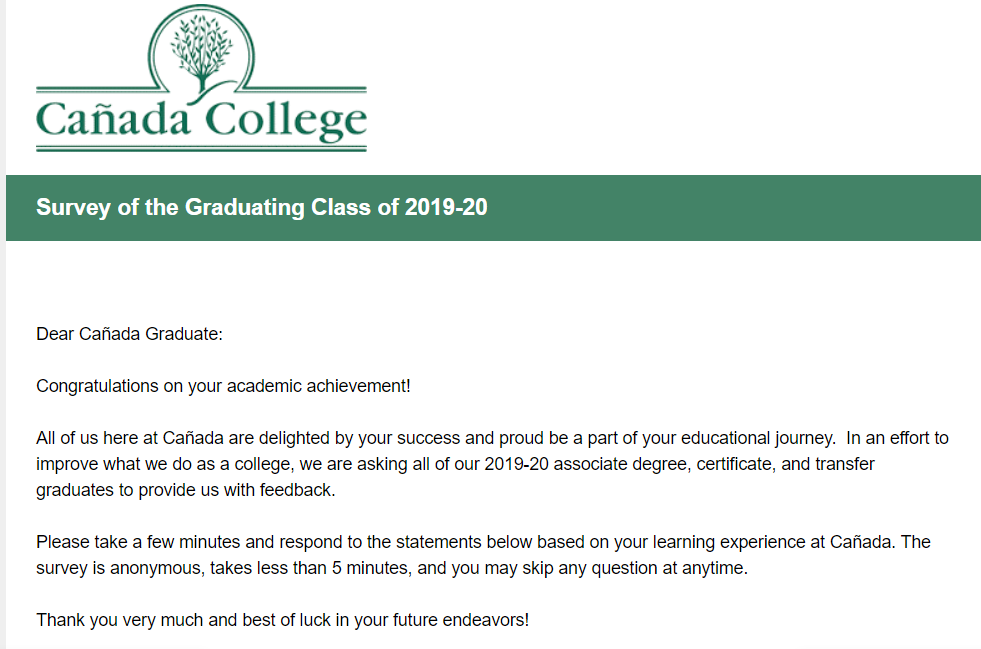 Cañada College
Survey of the Graduating Class of 2019-20
Dear Cañada Graduate:
Congratulations on your academic achievement!
All of us here at Cañada are delighted by your success and proud be a part of your educational journey.  In an effort to
improve what we do as a college, we are asking all of our 2019-20 associate degree, certificate, and transfer
graduates to provide us with feedback.
Please take a few minutes and respond to the statements below based on your learning experience at Cañada. The
survey is anonymous, takes less than 5 minutes, and you may skip any question at anytime.
Thank you very much and best of luck in your future endeavors!